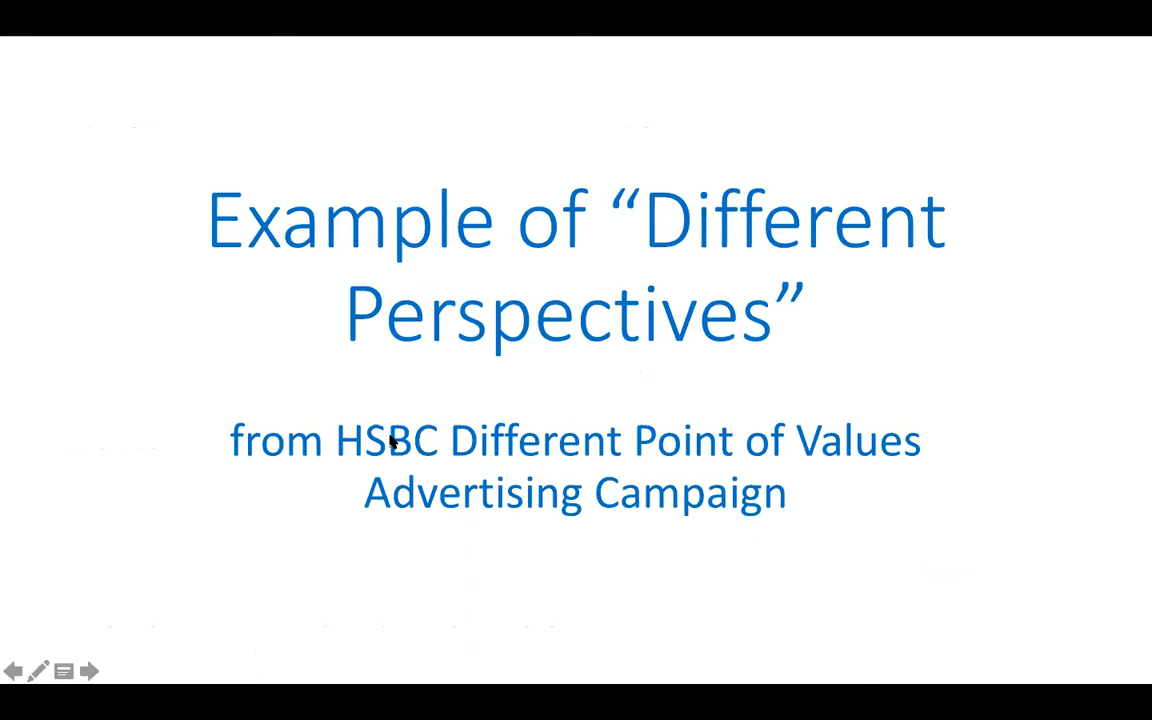 Example of “Different
Perspectives”
from HSBC Different Point of Values
Advertising Campaign